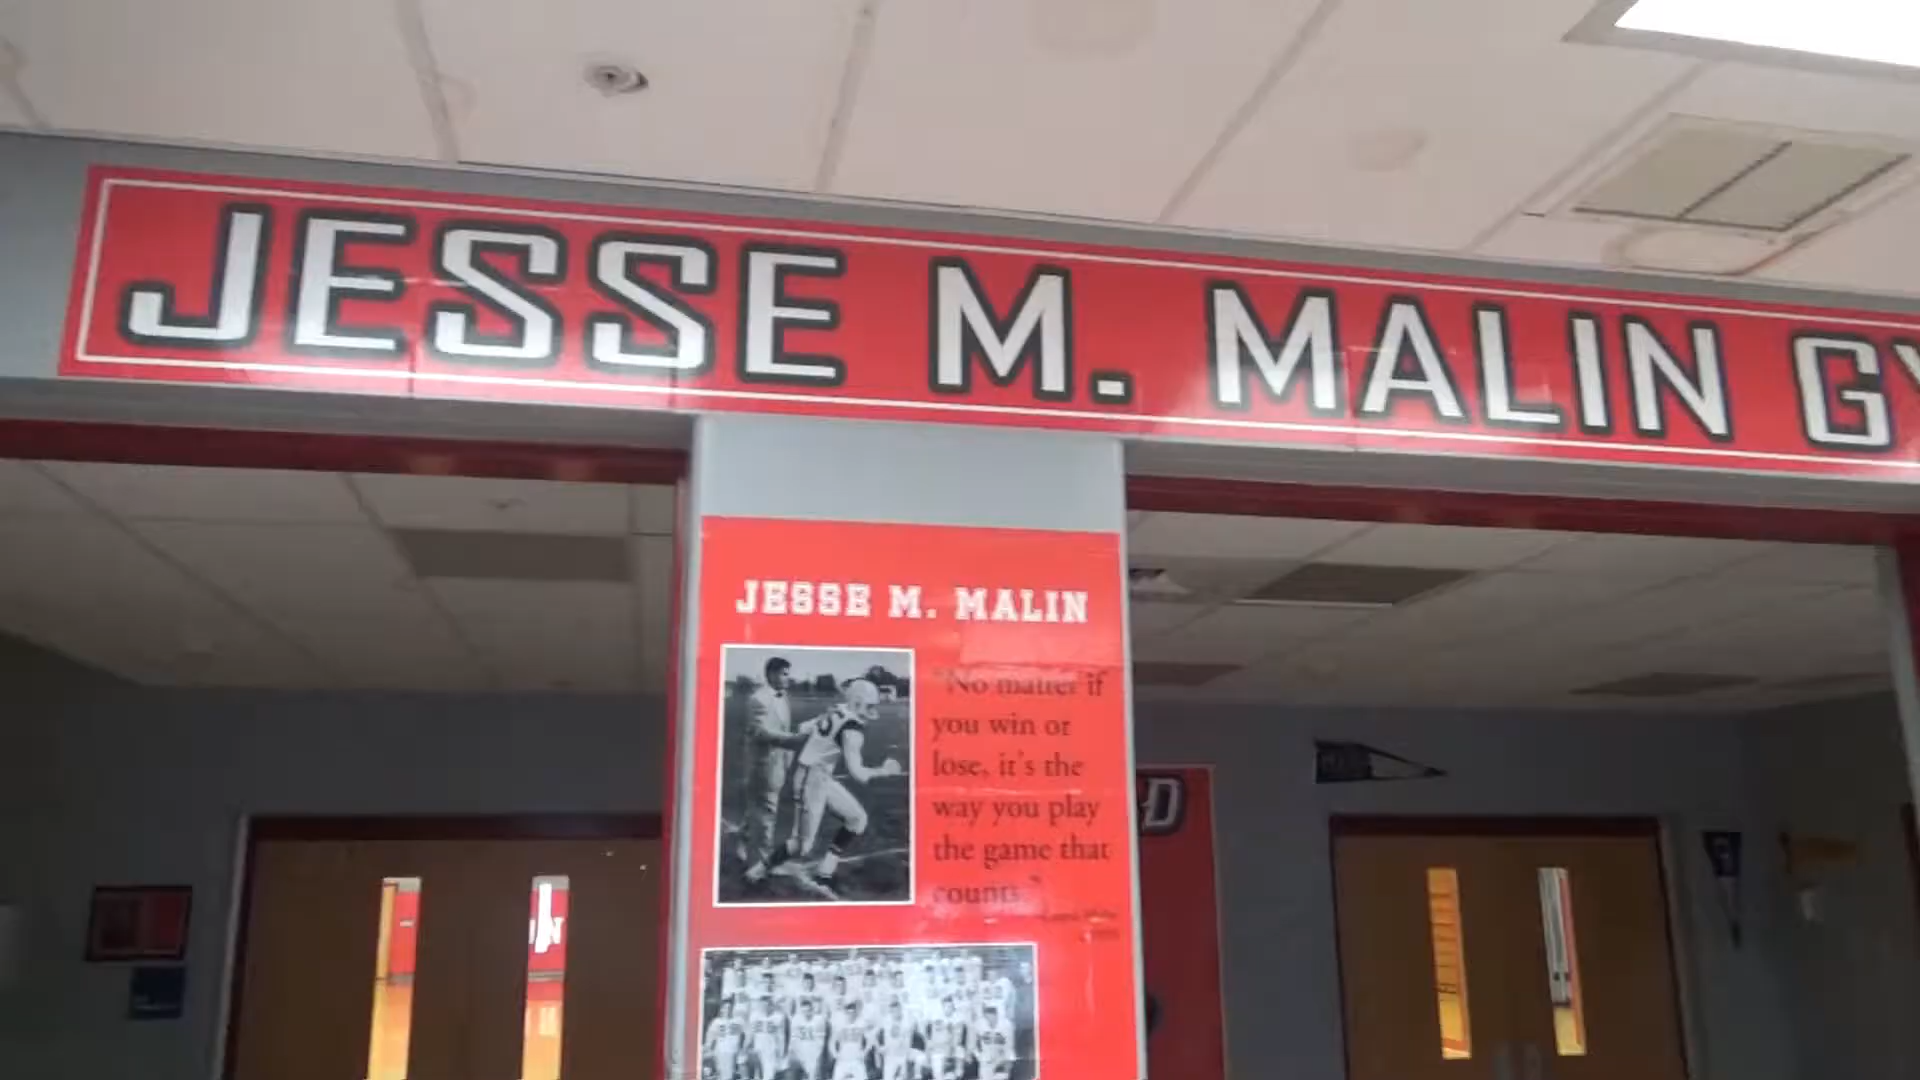 JESSE M. MALIN GY
JESSE M. MALIN
"No matter if
you win or
lose, it's the
way you play
the game that
counts."